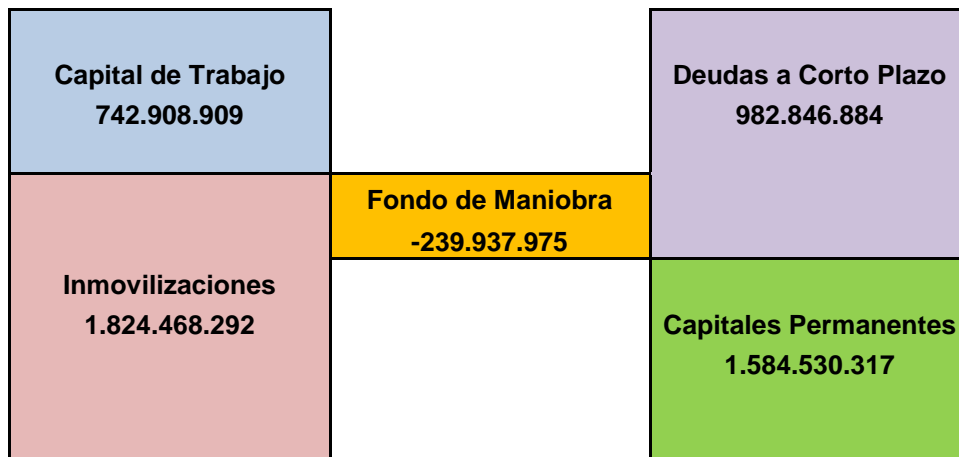 Capital de Trabajo
742.908.909
Deudas a Corto Plazo
982.846.884
Fondo de Maniobra
-239.937.975
Inmovilizaciones
1.824.468.292
Capitales Permanentes
1.584.530.317